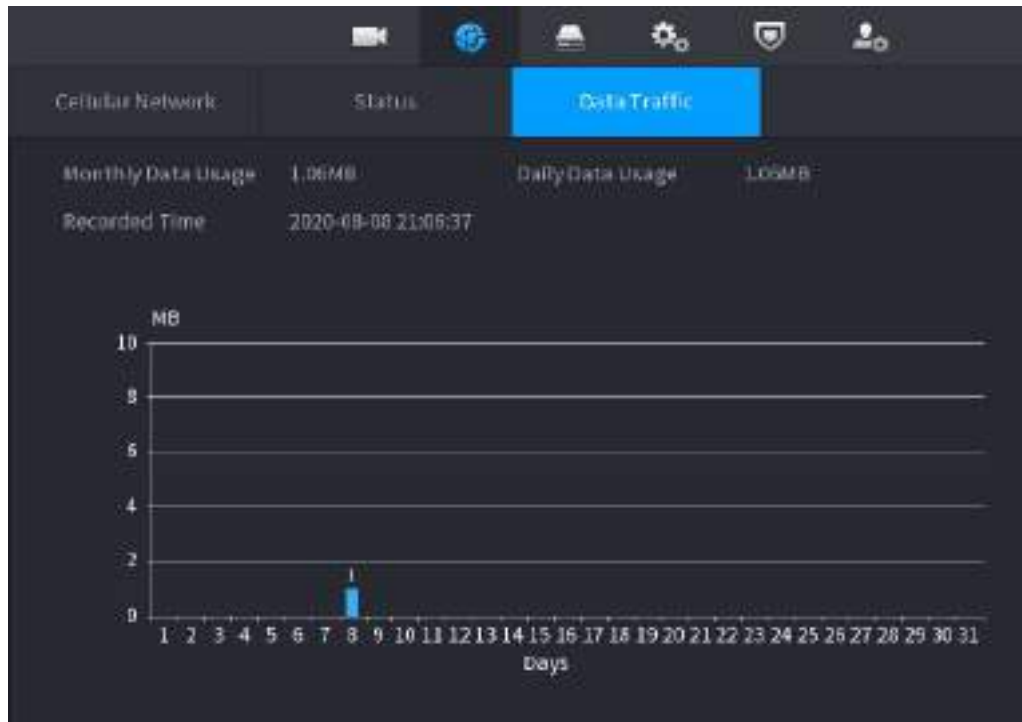 Cellular Network Status Data Traffic
Monthly Data Usage 1.06MB Daily Data Usage 1.06MB
Recorded Time 21:06:37
MB
10
8
6
4
2
1
0
1 2 3 4 5 6 7 8 9 10 11 12 13 14 15 16 17 18 19 20 21 22 23 24 25 26 27 28 29 30 31
Days